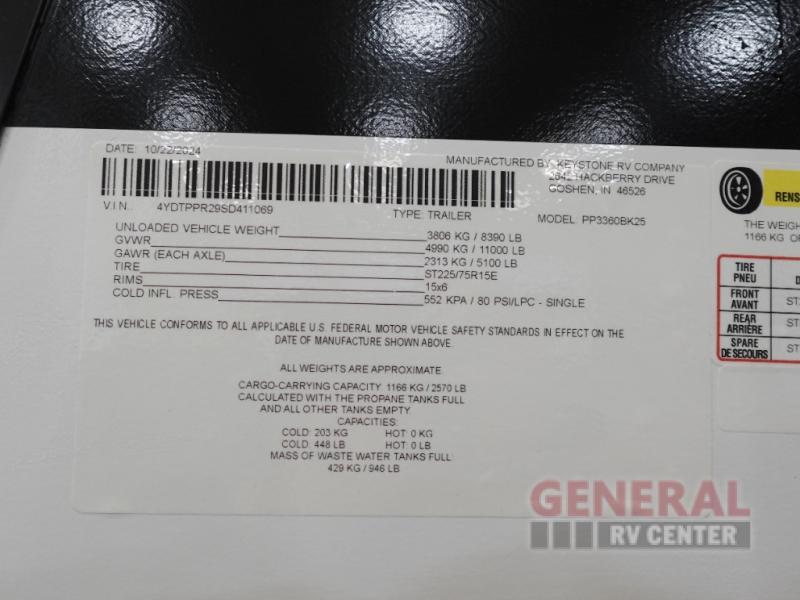 DATE: 10/22/2024
MANUFACTURED BY: KEYSTONE RV COMPANY
2642 HACKBERRY DRIVE
GOSHEN, IN 46526
V.I.N.. 4YDTPPR29SD411069
TYPE: TRAILER
MODEL: PP3360BK25
UNLOADED VEHICLE WEIGHT 3806 KG / 8390 LB
GVWR 4990 KG / 11000 LB
GAWR (EACH AXLE) 2313 KG / 5100 LB
TIRE ST225/75R15E
RIMS 15x6
COLD INFL. PRESS 552 KPA / 80 PSI/LPC - SINGLE
THIS VEHICLE CONFORMS TO ALL APPLICABLE U.S. FEDERAL MOTOR VEHICLE SAFETY STANDARDS IN EFFECT ON THE
DATE OF MANUFACTURE SHOWN ABOVE.
ALL WEIGHTS ARE APPROXIMATE.
CARGO-CARRYING CAPACITY 1166 KG / 2570 LB
CALCULATED WITH THE PROPANE TANKS FULL
AND ALL OTHER TANKS EMPTY.
CAPACITIES:
COLD: 203 KG HOT: 0 KG
COLD: 448 LB HOT: 0 LB
MASS OF WASTE WATER TANKS FULL:
429 KG / 946 LB
RENS
THE WEIGH
1166 KG OF
TIRE
PNEU
D
FRONT
AVANT
ST
REAR
ARRIÈRE
ST
SPARE
DE SECOURS
ST
GENERAL
RV CENTER